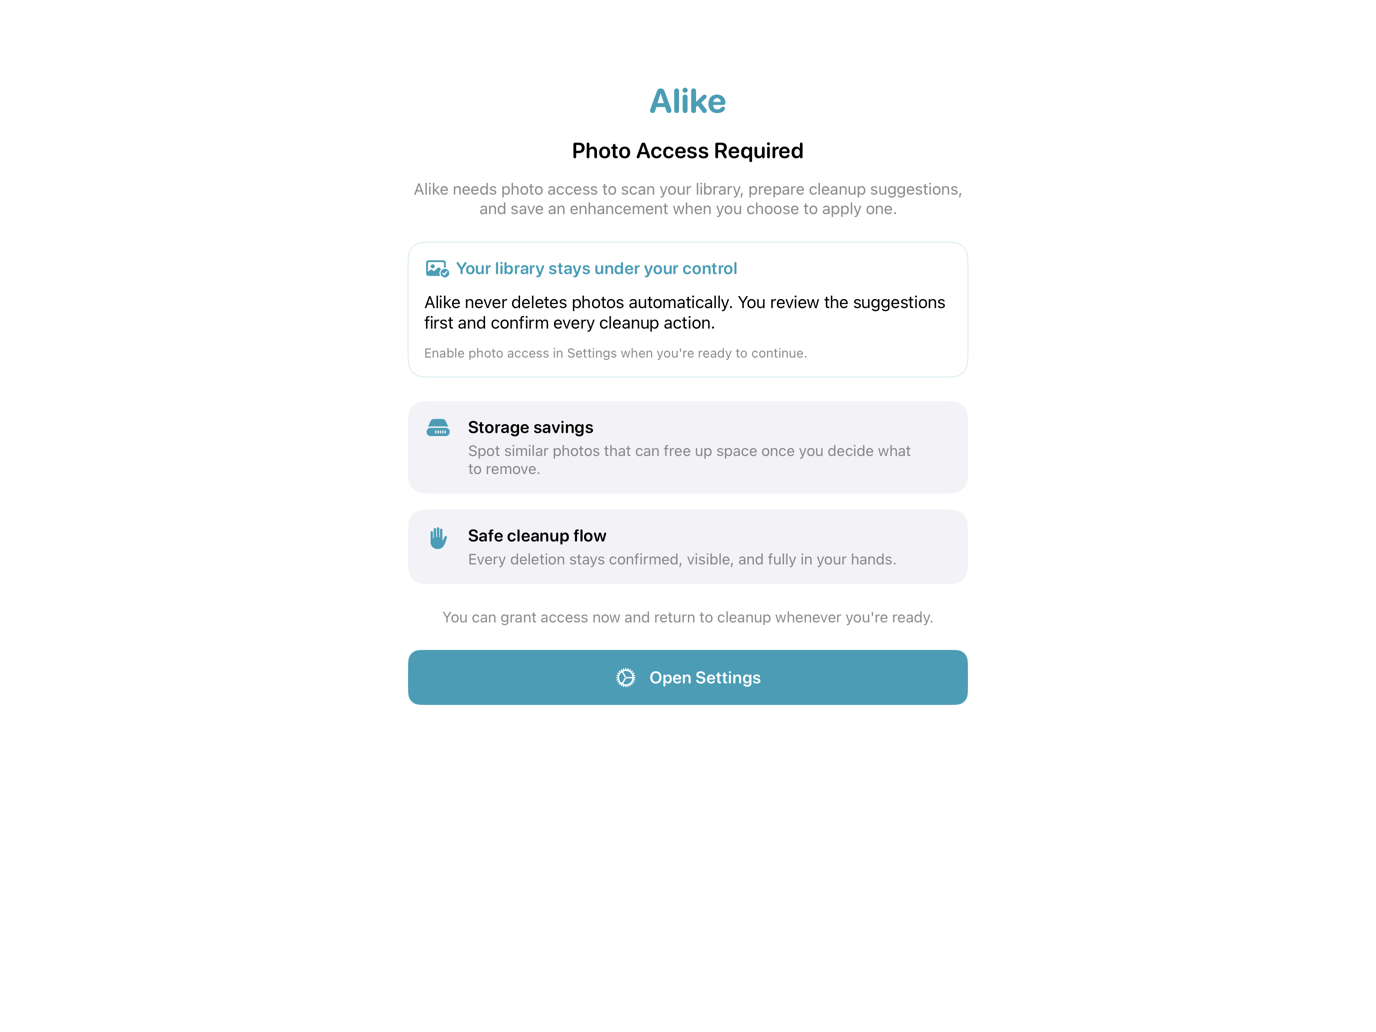 Alike
Photo Access Required
Alike needs photo access to scan your library, prepare cleanup suggestions,
and save an enhancement when you choose to apply one.
Your library stays under your control
Alike never deletes photos automatically. You review the suggestions
first and confirm every cleanup action.
Enable photo access in Settings when you're ready to continue.
Storage savings
Spot similar photos that can free up space once you decide what
to remove.
Safe cleanup flow
Every deletion stays confirmed, visible, and fully in your hands.
You can grant access now and return to cleanup whenever you're ready.
Open Settings